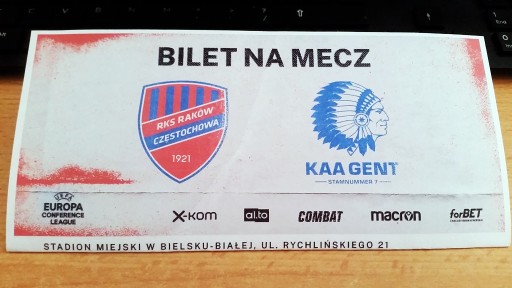 BILET NA MECZ
RKS RAKÓW
CZĘSTOCHOWA
1921
KAA GENT
STAMNUMMER 7
UEFA
EUROPA
CONFERENCE
LEAGUE
x-kom
al.to
COMBAT
macron
forBET
STADION MIEJSKI W BIELSKU-BIAŁEJ, UL. RYCHLIŃSKIEGO 21